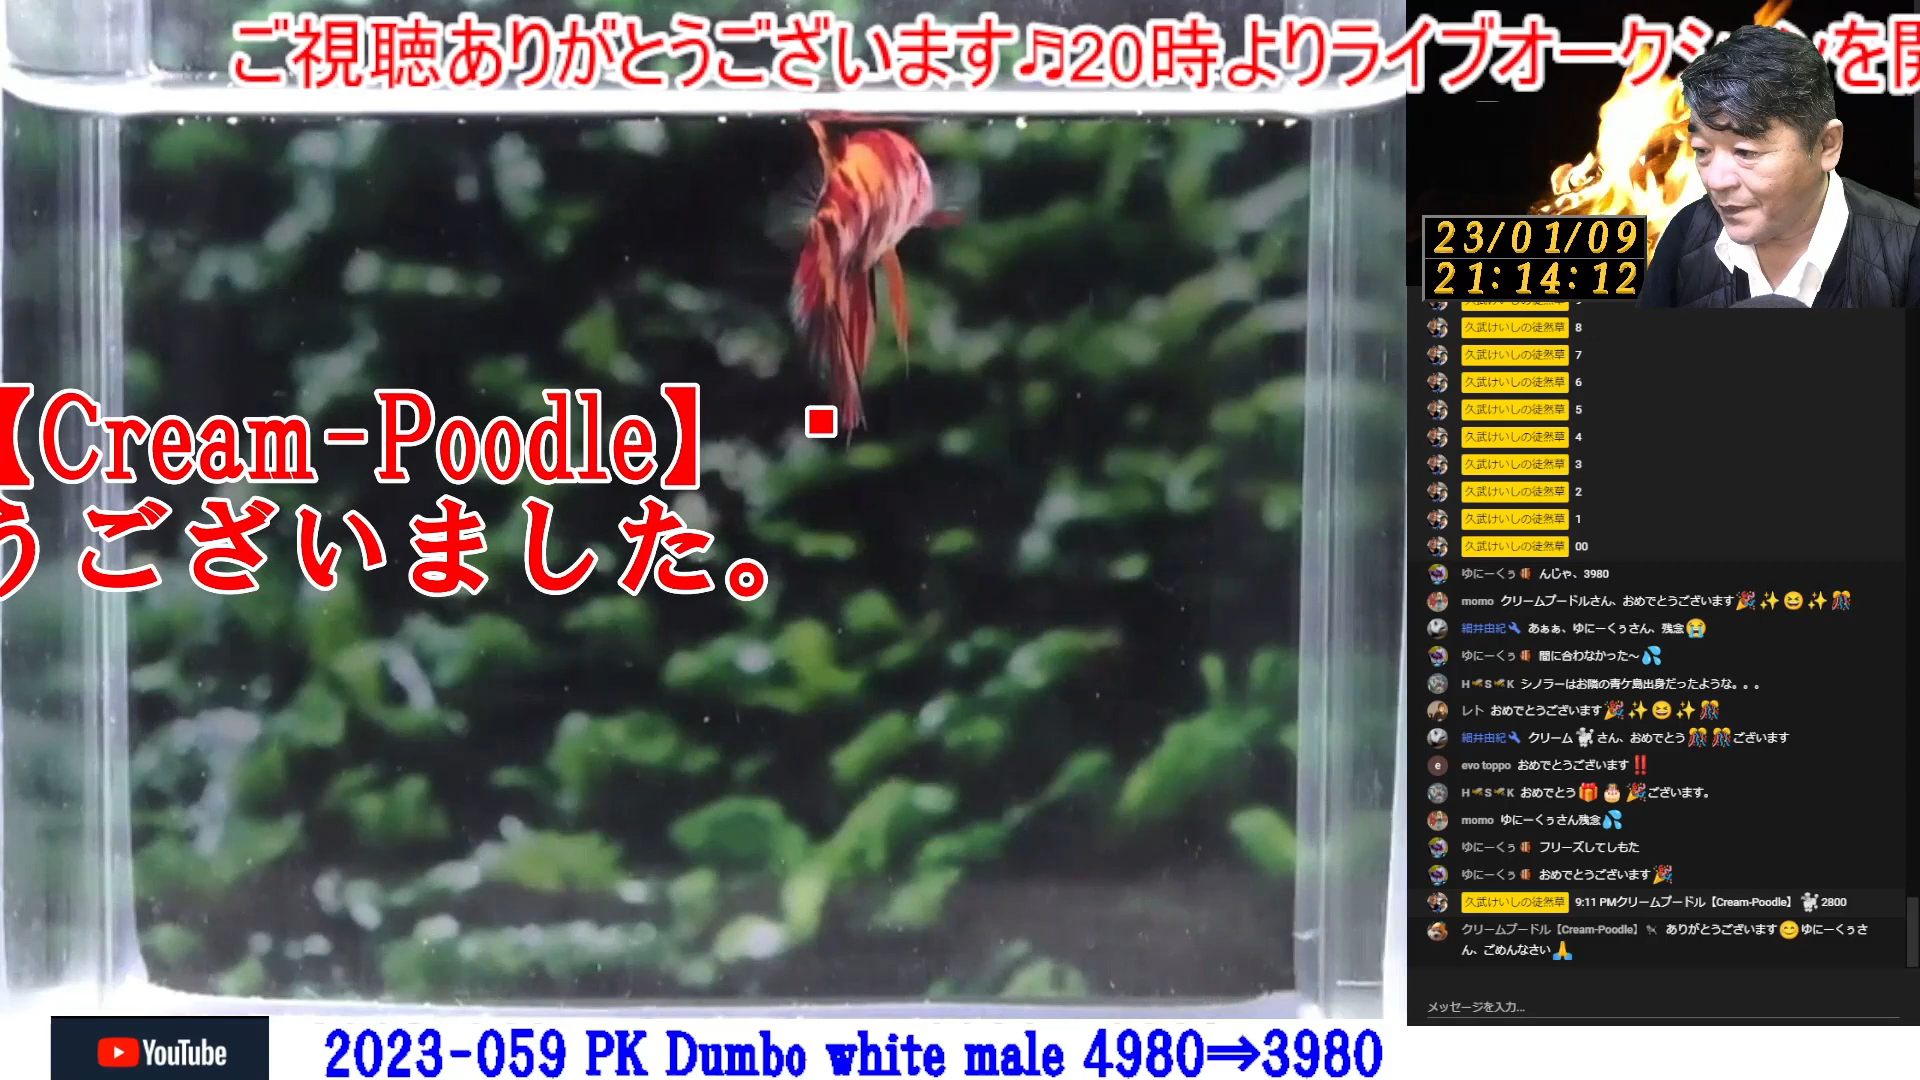 ご視聴ありがとうございます♬20時よりライブオークションを開
23/01/09
21:14:12
【Cream-Poodle】
うございました。
久武けいしの徒然草 8
久武けいしの徒然草 7
久武けいしの徒然草 6
久武けいしの徒然草 5
久武けいしの徒然草 4
久武けいしの徒然草 3
久武けいしの徒然草 2
久武けいしの徒然草 1
久武けいしの徒然草 00
ゆにーくぅ んじゃ、3980
momo クリームプードルさん、おめでとうございます🎉✨😆✨🎊
細井由紀 あぁぁ、ゆにーくぅさん、残念😭
ゆにーくぅ 間に合わなかった〜💦
H S K シノラーはお隣の青ケ島出身だったような。。。
レト おめでとうございます🎉✨😆✨🎊
細井由紀 クリーム🐩さん、おめでとう🎊🎊ございます
e evo toppo おめでとうございます‼️
H S K おめでとう🎁🎂🎉ございます。
momo ゆにーくぅさん残念💦
ゆにーくぅ フリーズしてしもた
ゆにーくぅ おめでとうございます🎉
久武けいしの徒然草 9:11 PMクリームプードル【Cream-Poodle】🐩2800
クリームプードル【Cream-Poodle】 ありがとうございます😊ゆにーくぅさ
ん、ごめんなさい🙏
メッセージを入力...
YouTube
2023-059 PK Dumbo white male 4980⇒3980